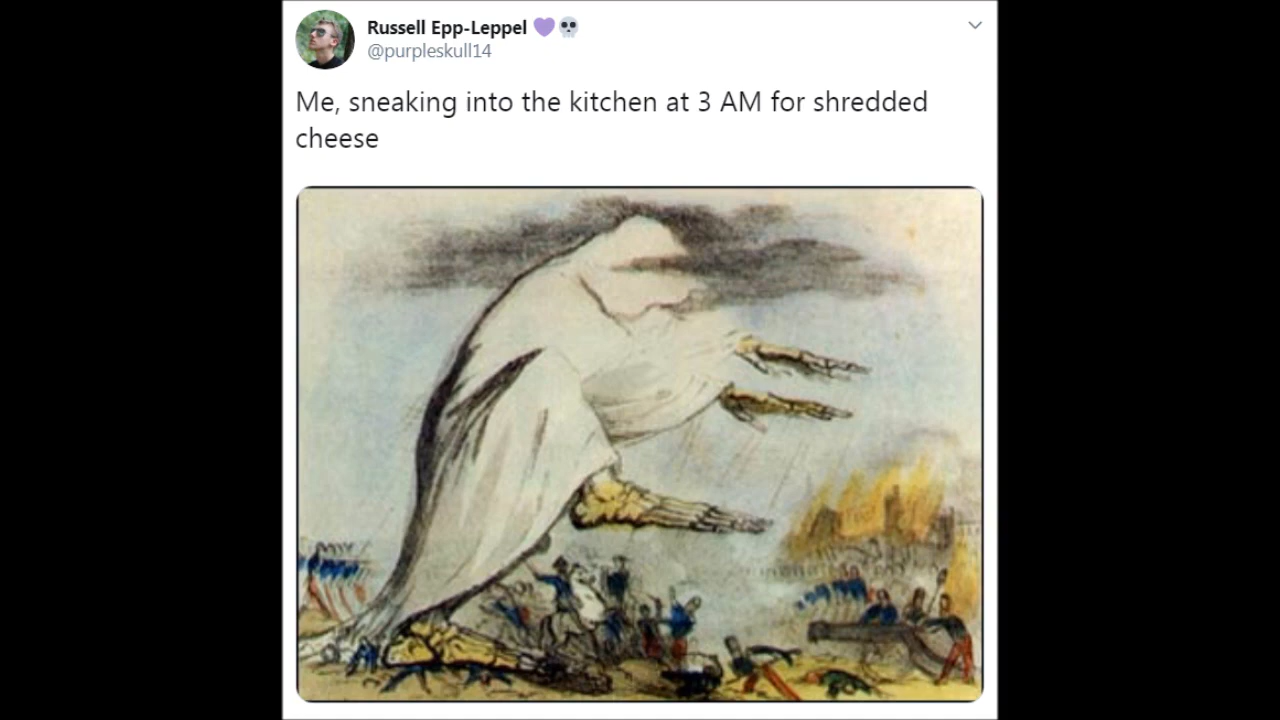 Russell Epp-Leppel 💜💀
@purpleskull14
Me, sneaking into the kitchen at 3 AM for shredded
cheese